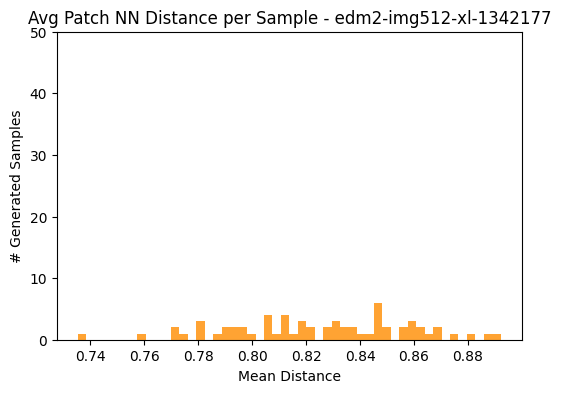 Avg Patch NN Distance per Sample - edm2-img512-xl-1342177
50
40
30
20
10
0
# Generated Samples
0.74 0.76 0.78 0.80 0.82 0.84 0.86 0.88
Mean Distance